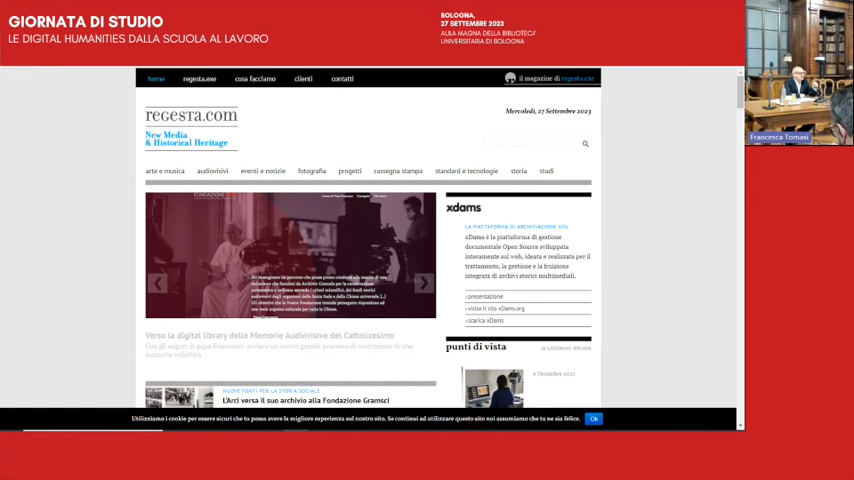 GIORNATA DI STUDIO
LE DIGITAL HUMANITIES DALLA SCUOLA AL LAVORO
BOLOGNA,
27 SETTEMBRE 2023
AULA MAGNA DELLA BIBLIOTECA
UNIVERSITARIA DI BOLOGNA
Francesca Tomasi
home regesta.exe cosa facciamo clienti contatti
il magazine di regesta.exe
regesta.com
New Media
& Historical Heritage
Mercoledì, 27 Settembre 2023
arte e musica audiovisivi eventi e notizie fotografia progetti rassegna stampa standard e tecnologie storia studi
Verso la digital library delle Memorie Audiovisive del Cattolicesimo
Con gli auguri di papa Francesco: avviare un nuovo grande processo di costruzione di una
memoria collettiva
NUOVE FONTI PER LA STORIA SOCIALE
L'Arci versa il suo archivio alla Fondazione Gramsci
xdams
LA PIATTAFORMA DI ARCHIVIAZIONE XML
xDams è la piattaforma di gestione
documentale Open Source sviluppata
interamente sul web, ideata e realizzata per il
trattamento, la gestione e la fruizione
integrata di archivi storici multimediali.
› presentazione
› visita il sito xDams.org
› scarica xDams
punti di vista
DI GIOVANNI BRUNO
6 Dicembre 2021
Utilizziamo i cookie per essere sicuri che tu possa avere la migliore esperienza sul nostro sito. Se continui ad utilizzare questo sito noi assumiamo che tu ne sia felice. Ok